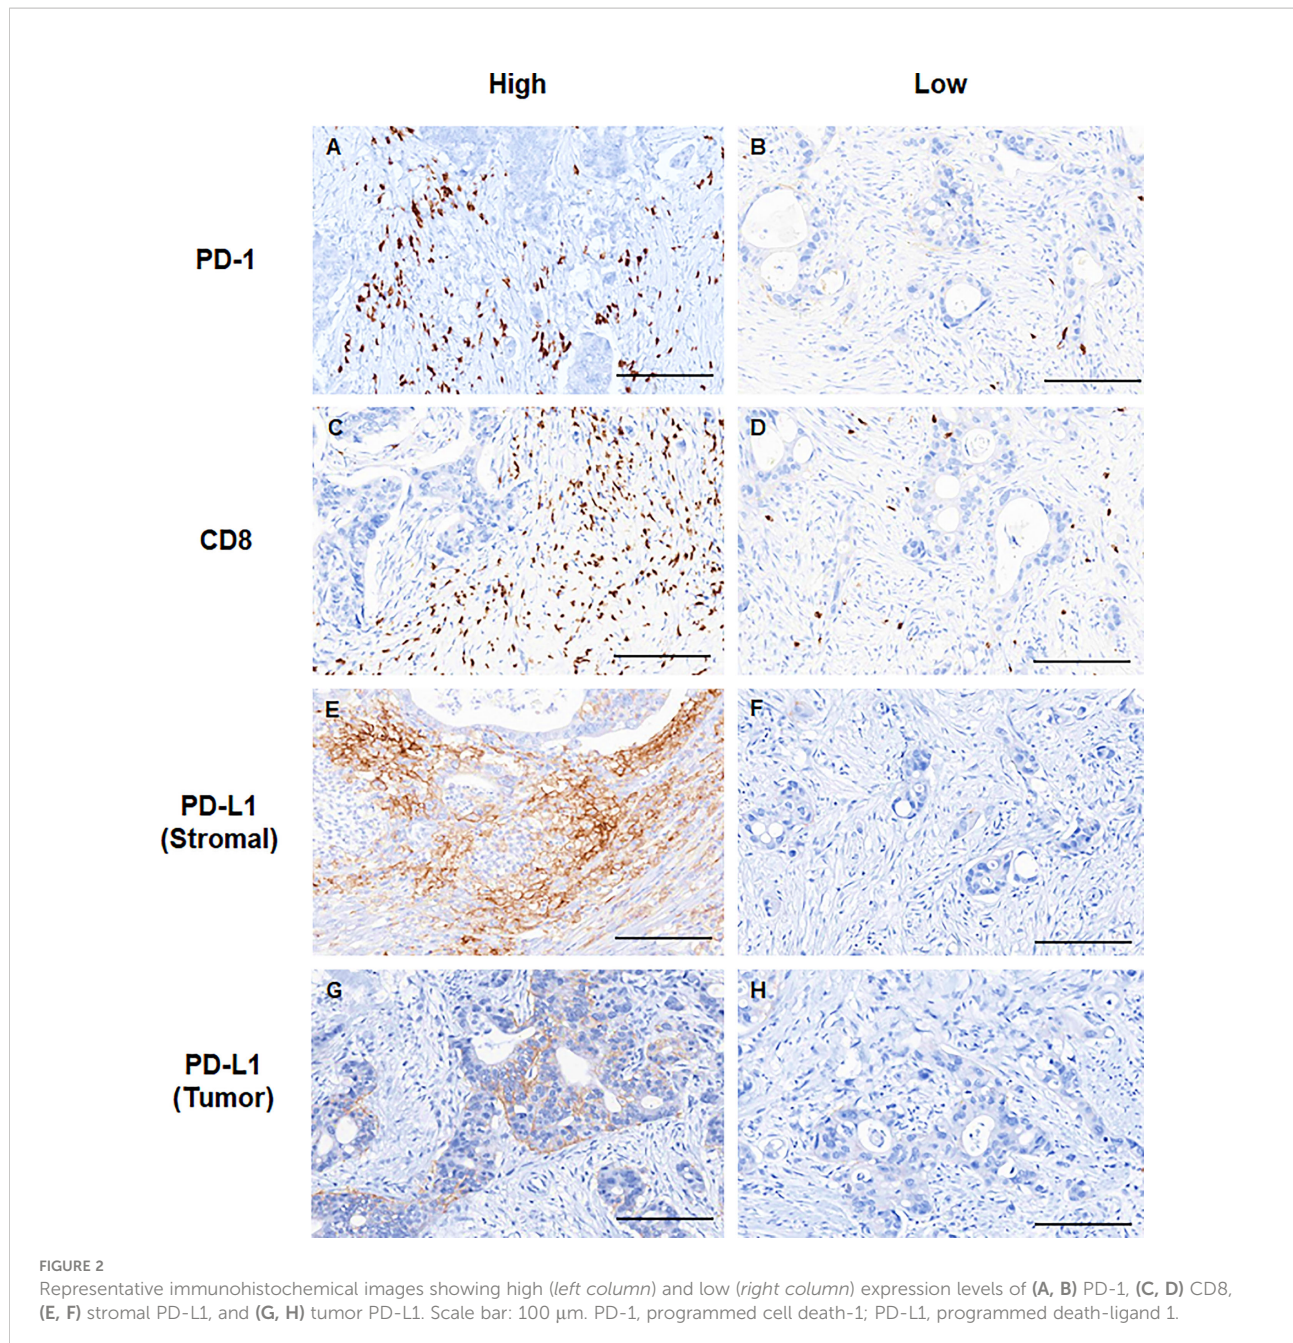 High Low
A B
PD-1
C D
CD8
E F
PD-L1
(Stromal)
G H
PD-L1
(Tumor)
FIGURE 2
Representative immunohistochemical images showing high (left column) and low (right column) expression levels of (A, B) PD-1, (C, D) CD8,
(E, F) stromal PD-L1, and (G, H) tumor PD-L1. Scale bar: 100 μm. PD-1, programmed cell death-1; PD-L1, programmed death-ligand 1.